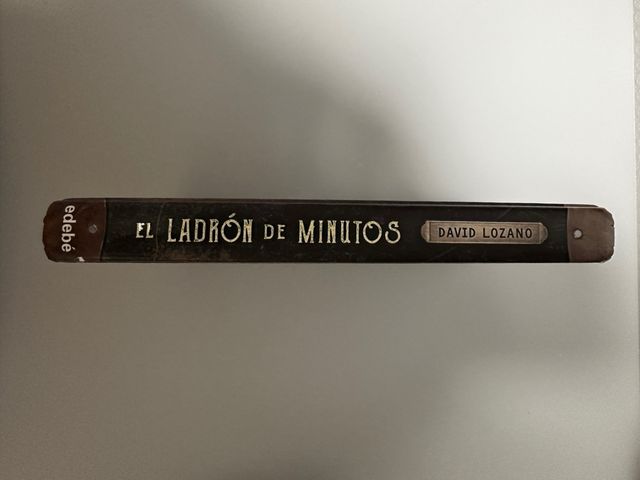 EL LADRÓN DE MINUTOS
DAVID LOZANO
edebé